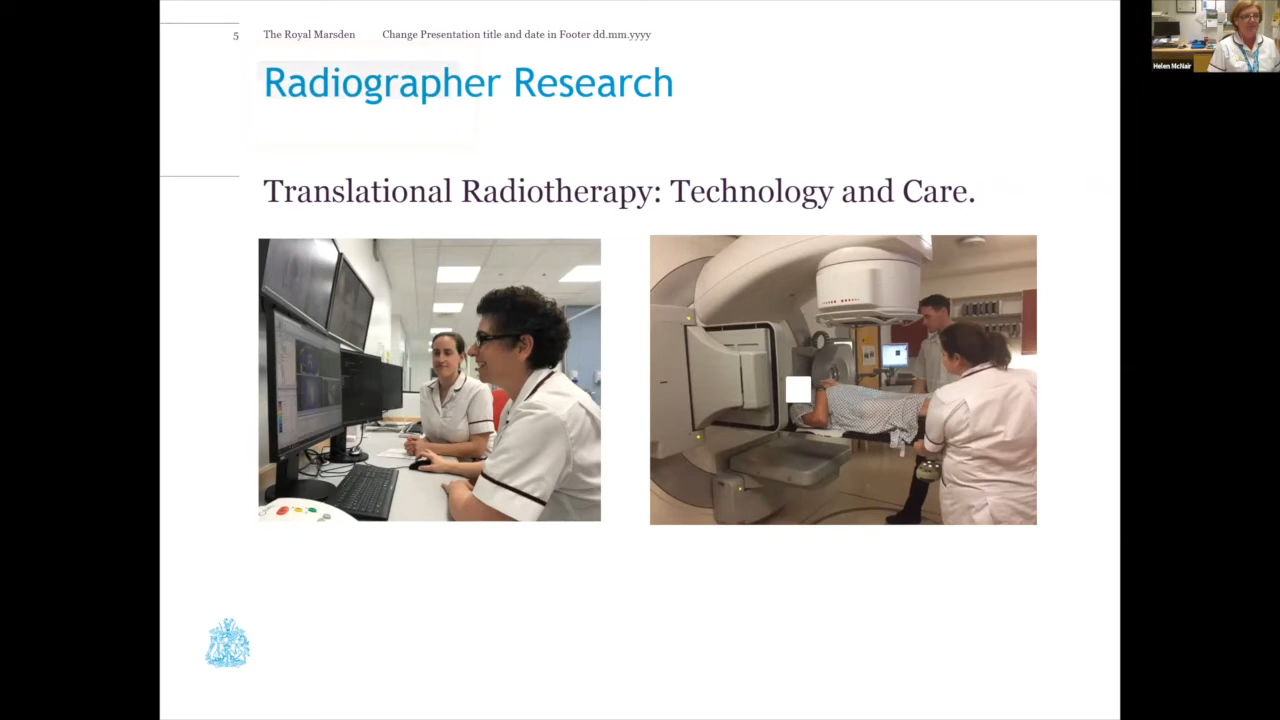 5 The Royal Marsden Change Presentation title and date in Footer dd.mm.yyyy
Helen McNair
Radiographer Research
Translational Radiotherapy: Technology and Care.